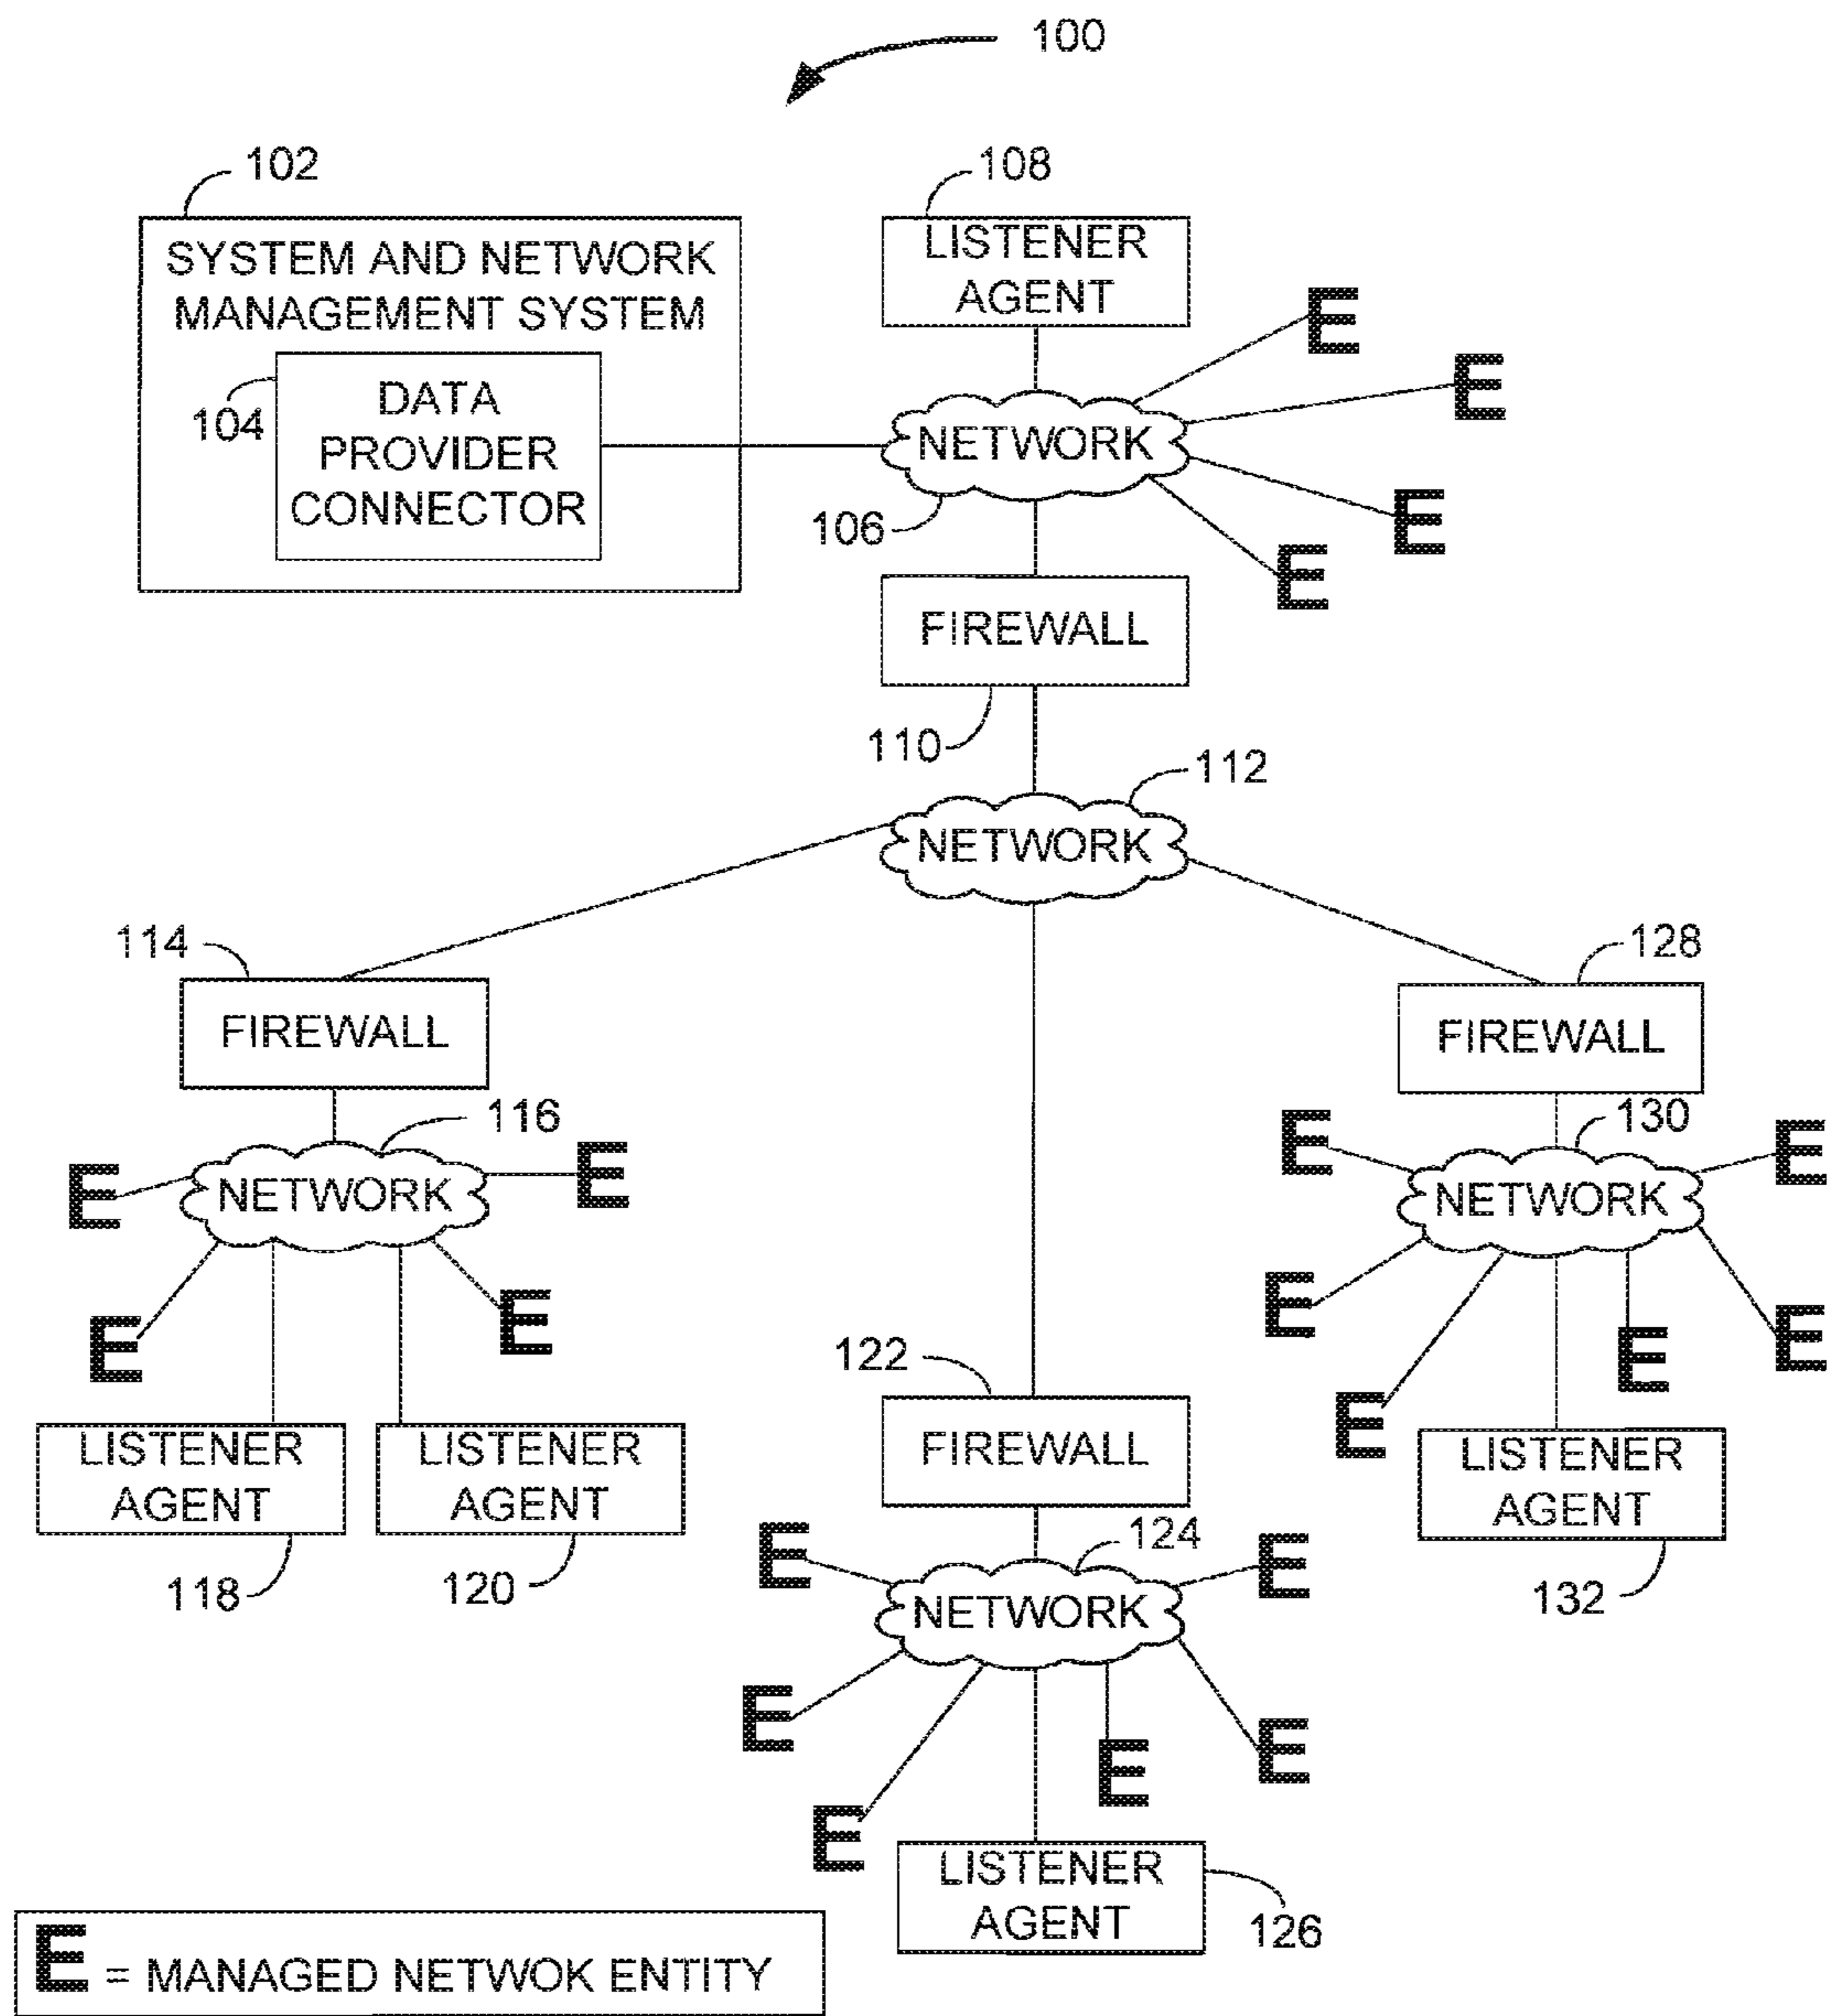 100
102
108
SYSTEM AND NETWORK
MANAGEMENT SYSTEM
LISTENER
AGENT
E
E
104
DATA
PROVIDER
CONNECTOR
NETWORK
E
106
E
FIREWALL
110
112
NETWORK
114
128
FIREWALL
FIREWALL
116
130
E
E
E
E
NETWORK
NETWORK
E
E
E
E
E
E
122
E
LISTENER
AGENT
LISTENER
AGENT
FIREWALL
LISTENER
AGENT
118
120
132
124
E
E
NETWORK
E
E
E
E
LISTENER
AGENT
126
E = MANAGED NETWOK ENTITY